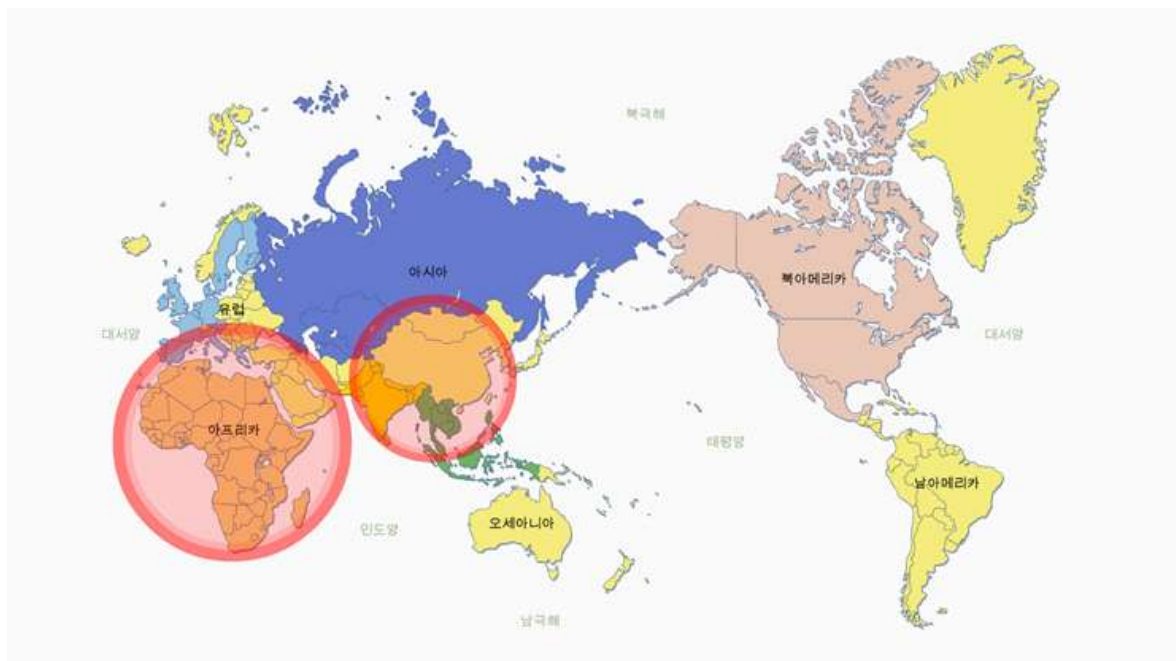 북극해
아시아
북아메리카
유럽
대서양
대서양
아프리카
태평양
남아메리카
오세아니아
인도양
남극해